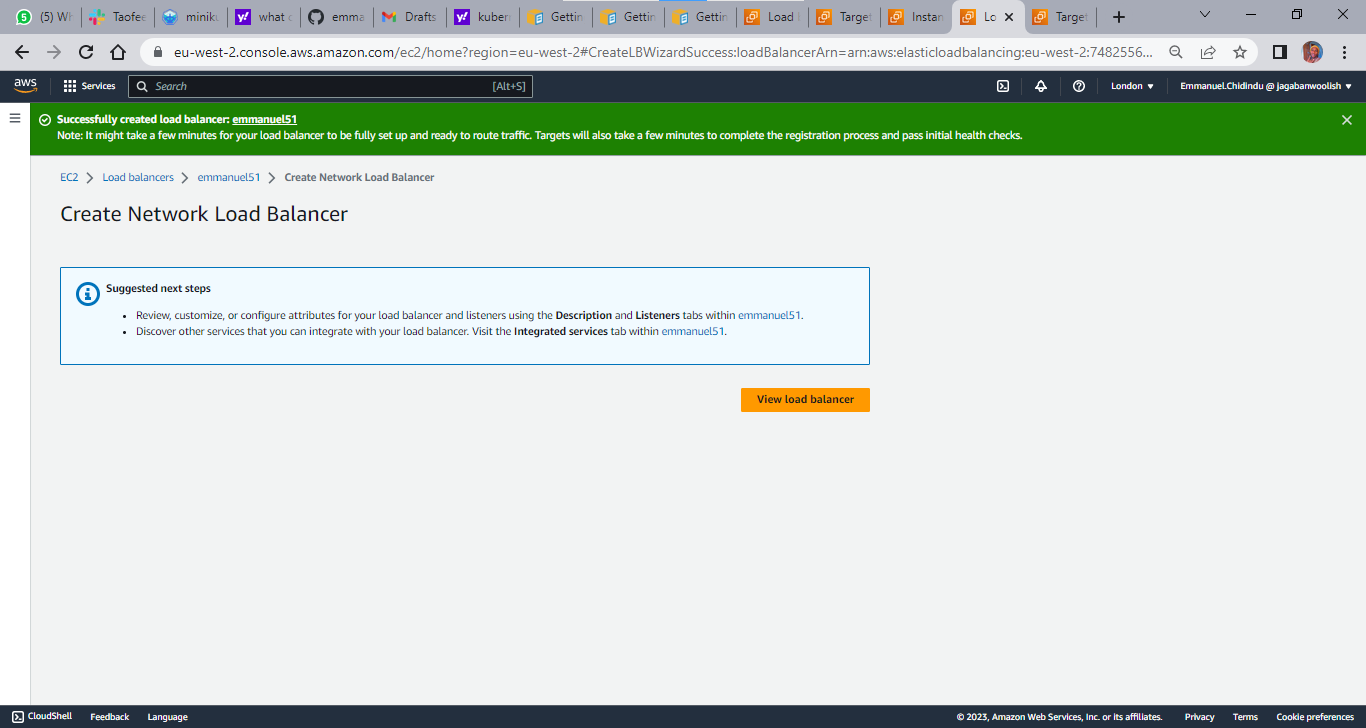 (5) Wh
Taofee
miniku
what c
emma
Drafts
kubern
Gettin
Gettin
Gettin
Load
Target
Instan
Lo
Target
eu-west-2.console.aws.amazon.com/ec2/home?region=eu-west-2#CreateLBWizardSuccess:loadBalancerArn=arn:aws:elasticloadbalancing:eu-west-2:7482556...
aws
Services
Search
[Alt+S]
London
Emmanuel.Chidindu @ jagabanwoolish
Successfully created load balancer: emmanuel51
Note: It might take a few minutes for your load balancer to be fully set up and ready to route traffic. Targets will also take a few minutes to complete the registration process and pass initial health checks.
EC2 > Load balancers > emmanuel51 > Create Network Load Balancer
Create Network Load Balancer
Suggested next steps
• Review, customize, or configure attributes for your load balancer and listeners using the Description and Listeners tabs within emmanuel51.
• Discover other services that you can integrate with your load balancer. Visit the Integrated services tab within emmanuel51.
View load balancer
CloudShell
Feedback
Language
© 2023, Amazon Web Services, Inc. or its affiliates.
Privacy
Terms
Cookie preferences